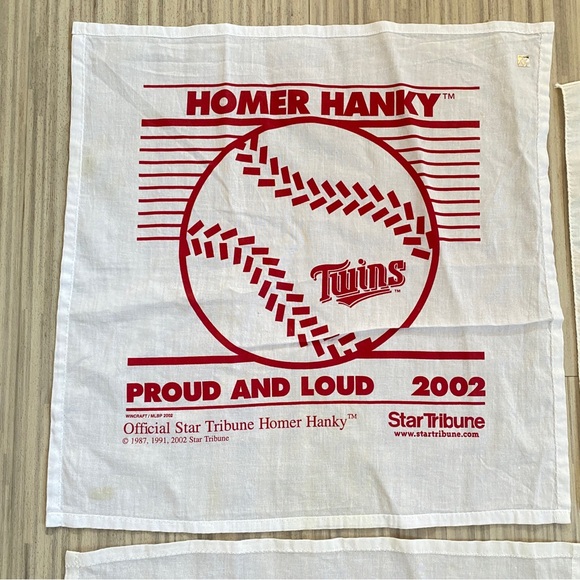 HOMER HANKY™
Twins™
PROUD AND LOUD 2002
WINCRAFT / MLBP 2002
Official Star Tribune Homer Hanky™
© 1987, 1991, 2002 Star Tribune
StarTribune
www.startribune.com